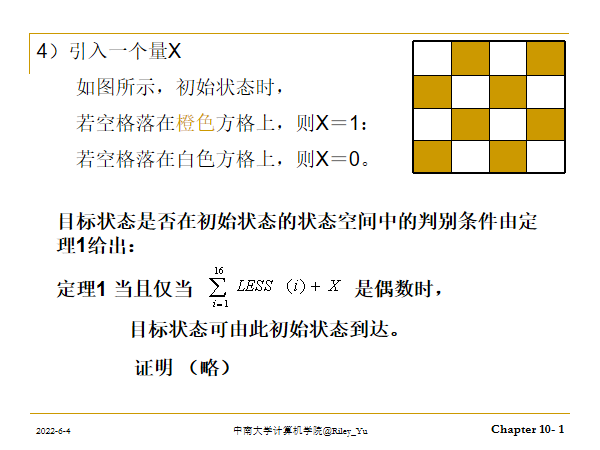 4）引入一个量X
如图所示，初始状态时，
若空格落在橙色方格上，则X＝1：
若空格落在白色方格上，则X＝0。
目标状态是否在初始状态的状态空间中的判别条件由定
理1给出：
定理1 当且仅当 \sum_{i=1}^{16} LESS（i）+ X 是偶数时，
目标状态可由此初始状态到达。
证明 （略）
2022-6-4 中南大学计算机学院@Riley_Yu Chapter 10- 1